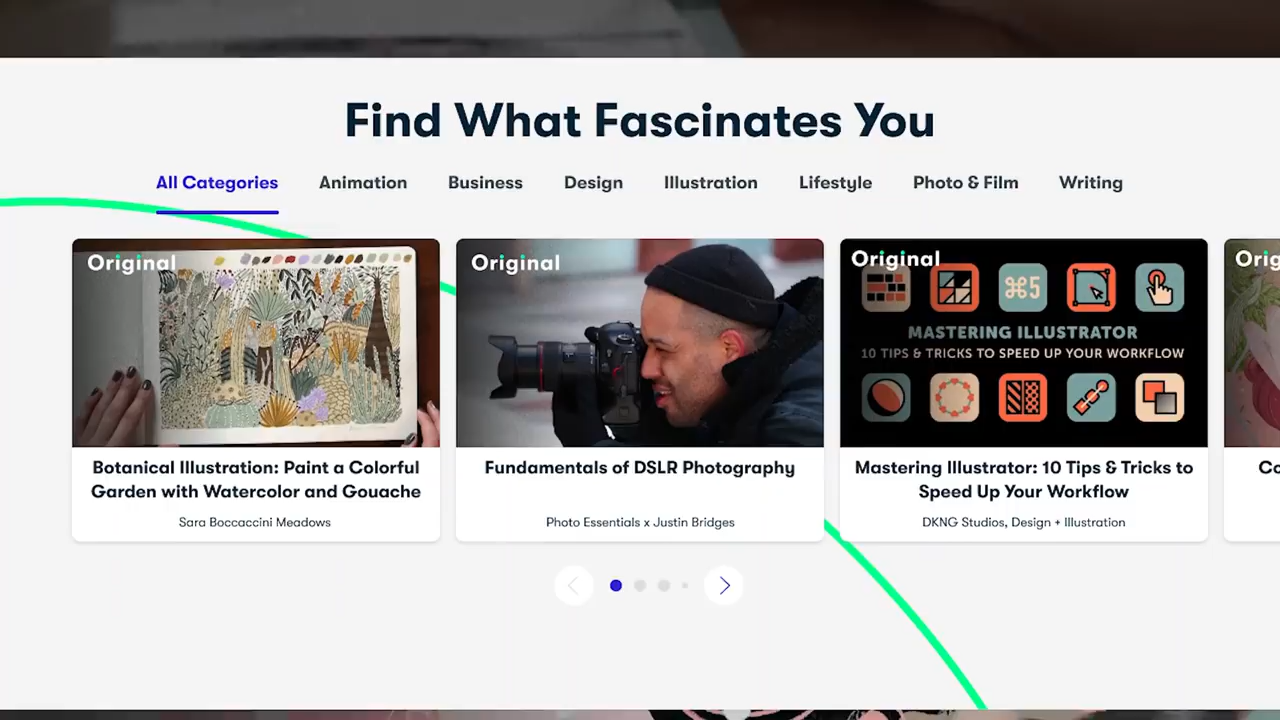 Find What Fascinates You
All Categories Animation Business Design Illustration Lifestyle Photo & Film Writing
Original
Original
Original
MASTERING ILLUSTRATOR
10 TIPS & TRICKS TO SPEED UP YOUR WORKFLOW
⌘5
Botanical Illustration: Paint a Colorful
Garden with Watercolor and Gouache
Sara Boccaccini Meadows
Fundamentals of DSLR Photography
Photo Essentials x Justin Bridges
Mastering Illustrator: 10 Tips & Tricks to
Speed Up Your Workflow
DKNG Studios, Design + Illustration